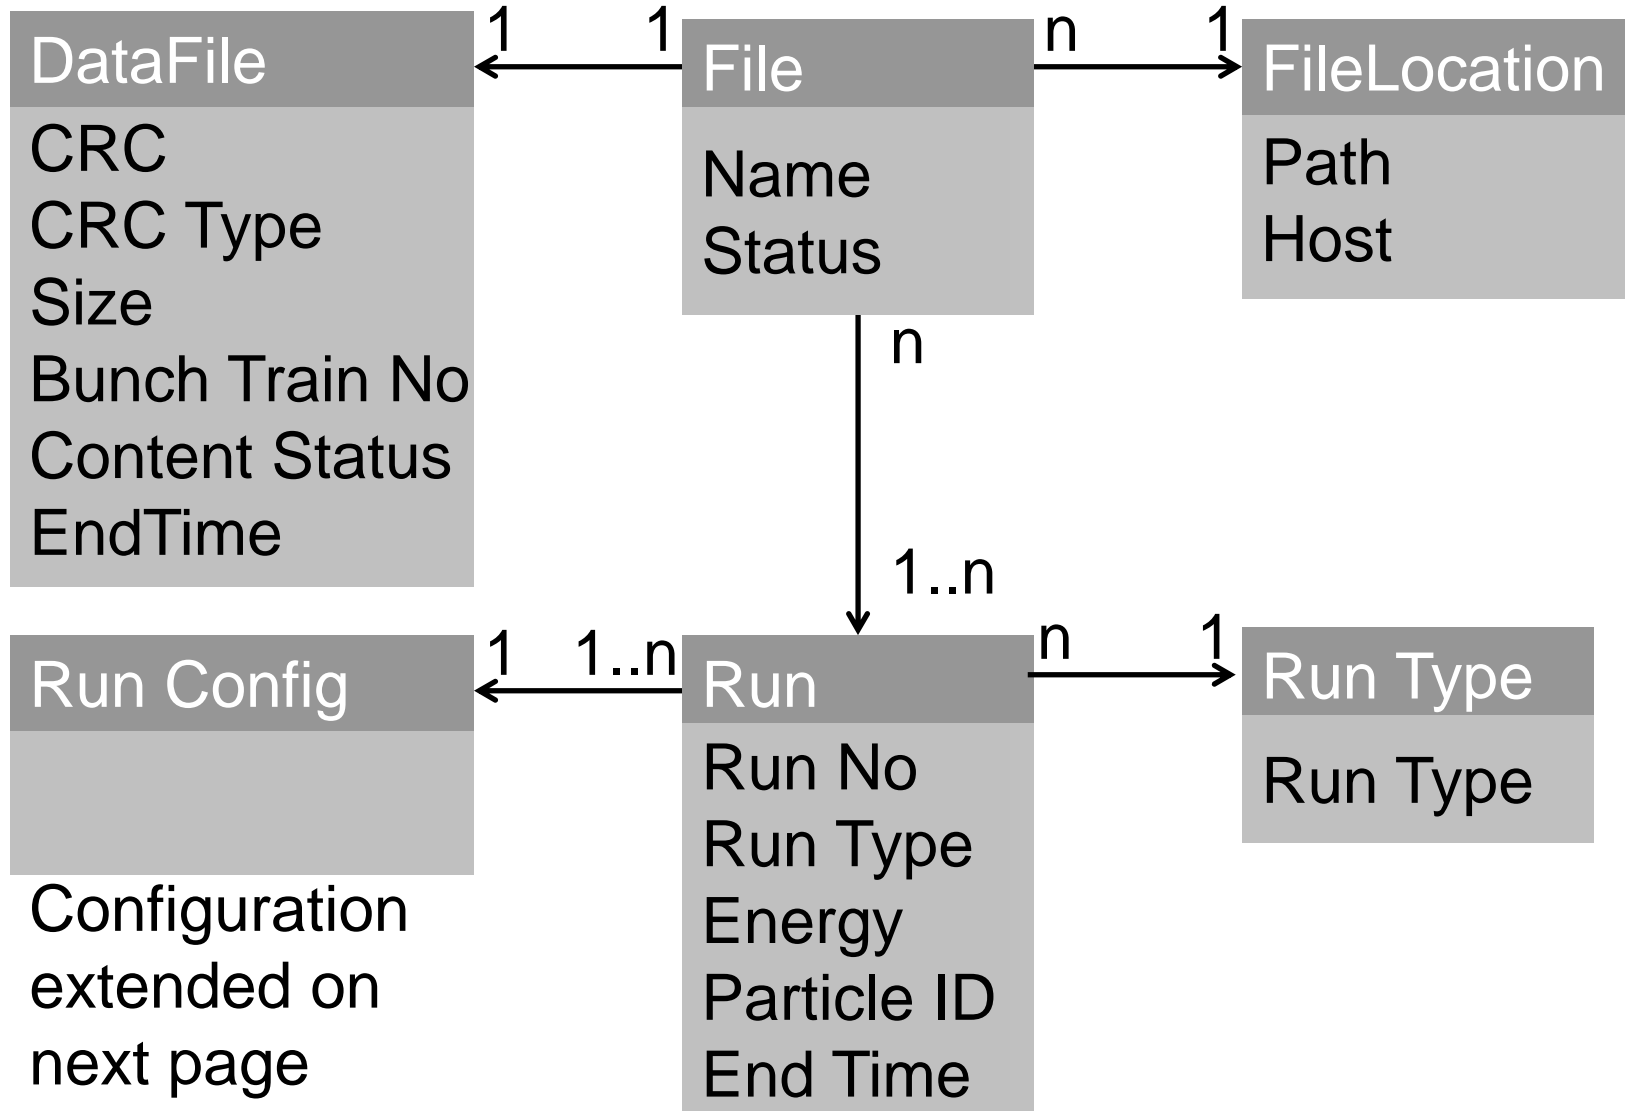 DataFile
1
1
File
n
1
FileLocation
CRC
CRC Type
Size
Bunch Train No
Content Status
EndTime
Name
Status
Path
Host
n
1..n
Run Config
1
1..n
Run
n
1
Run Type
Configuration
extended on
next page
Run No
Run Type
Energy
Particle ID
End Time
Run Type